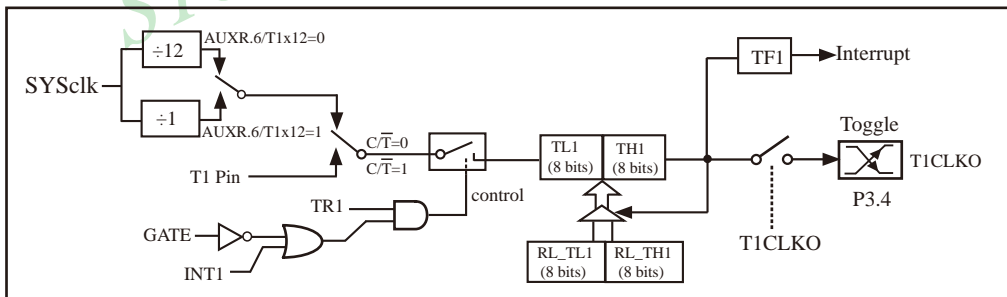 ÷12
AUXR.6/T1x12=0
SYSclk
÷1
AUXR.6/T1x12=1
C/T̅=0
C/T̅=1
T1 Pin
control
TR1
GATE
INT1
TL1
(8 bits)
TH1
(8 bits)
RL_TL1
(8 bits)
RL_TH1
(8 bits)
TF1
Interrupt
Toggle
T1CLKO
P3.4
T1CLKO